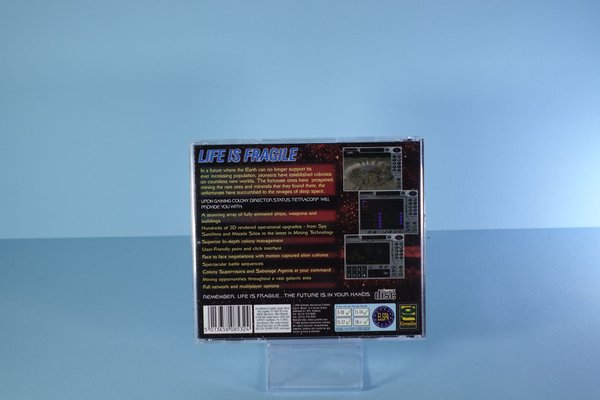 LIFE IS FRAGILE
In a future where the Earth can no longer support its
ever increasing population, pioneers have established colonies
on countless new worlds. The fortunate ones have prospered,
mining the rare ores and minerals that they found there, the
unfortunate have succumbed to the ravages of deep space.
UPON GAINING COLONY DIRECTOR STATUS TETRACORP WILL
PROVIDE YOU WITH:
A stunning array of fully animated ships, weapons and
buildings
Hundreds of 3D rendered operational upgrades - from Spy
Satellites and Missile Silos to the latest in Mining Technology
Superior in-depth colony management
User-Friendly point and click interface
Face to face negotiations with motion captured alien cultures
Spectacular battle sequences
Colony Supervisors and Sabotage Agents at your command
Mining opportunities throughout a vast galactic area
Full network and multiplayer options
REMEMBER, LIFE IS FRAGILE...THE FUTURE IS IN YOUR HANDS
disc
ELSPA
Gremlin
5 013658 085324